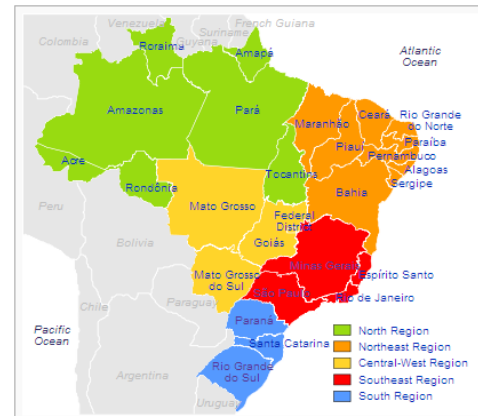 Venezuela
French Guiana
Suriname
Colombia
Guyana
Roraima
Amapá
Atlantic
Ocean
Amazonas
Pará
Maranhão
Ceará
Rio Grande
do Norte
Piauí
Paraíba
Pernambuco
Acre
Rondônia
Tocantins
Alagoas
Sergipe
Bahia
Mato Grosso
Peru
Federal
District
Goiás
Bolivia
Minas Gerais
Espírito Santo
Mato Grosso
do Sul
São Paulo
Rio de Janeiro
Chile
Paraguay
Paraná
Pacific
Ocean
Santa Catarina
Rio Grande
do Sul
Argentina
Uruguay
North Region
Northeast Region
Central-West Region
Southeast Region
South Region